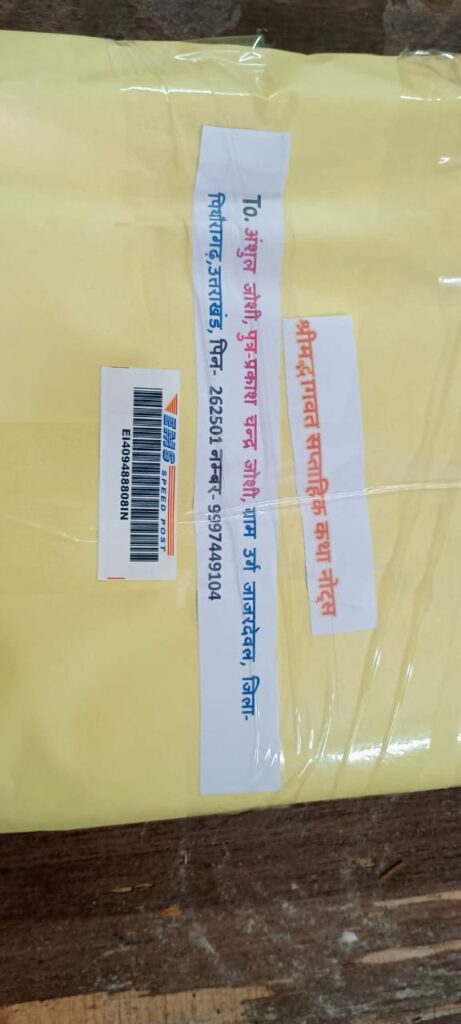 श्रीमद्भागवत साप्ताहिक कथा नोट्स
To, अंशुल जोशी, पुत्र-प्रकाश चन्द्र जोशी, ग्राम उर्ग जाजरदेवल, जिला-
पिथौरागढ़,उत्तराखंड, पिन- 262501 नम्बर- 9997449104
EMS SPEED POST
EI409488808IN